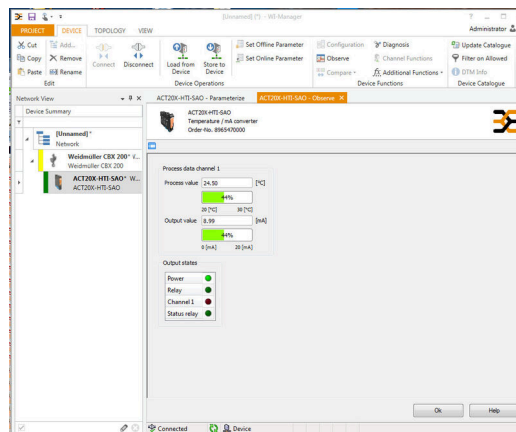 [Unnamed] (*) - WI-Manager
PROJECT DEVICE TOPOLOGY VIEW Administrator
Cut Add...
Copy Remove
Paste Rename
Edit
Connect Disconnect
Load from Device Store to Device
Set Offline Parameter
Set Online Parameter
Device Operations
Configuration Diagnosis
Observe Channel Functions
Compare Additional Functions
Device Functions
Update Catalogue
Filter on Allowed
DTM Info
Device Catalogue
Network View
Device Summary
[Unnamed]*
Network
Weidmüller CBX 200* W...
Weidmuller CBX 200
ACT20X-HTI-SAO* W...
ACT20X-HTI-SAO
ACT20X-HTI-SAO - Parameterize ACT20X-HTI-SAO - Observe
ACT20X-HTI-SAO
Temperature / mA converter
Order-No. 8965470000
Process data channel 1
Process value 24.50 [°C]
44%
20 [°C] 30 [°C]
Output value 8.99 [mA]
44%
0 [mA] 20 [mA]
Output states
Power
Relay
Channel 1
Status relay
Ok Help
Connected Device